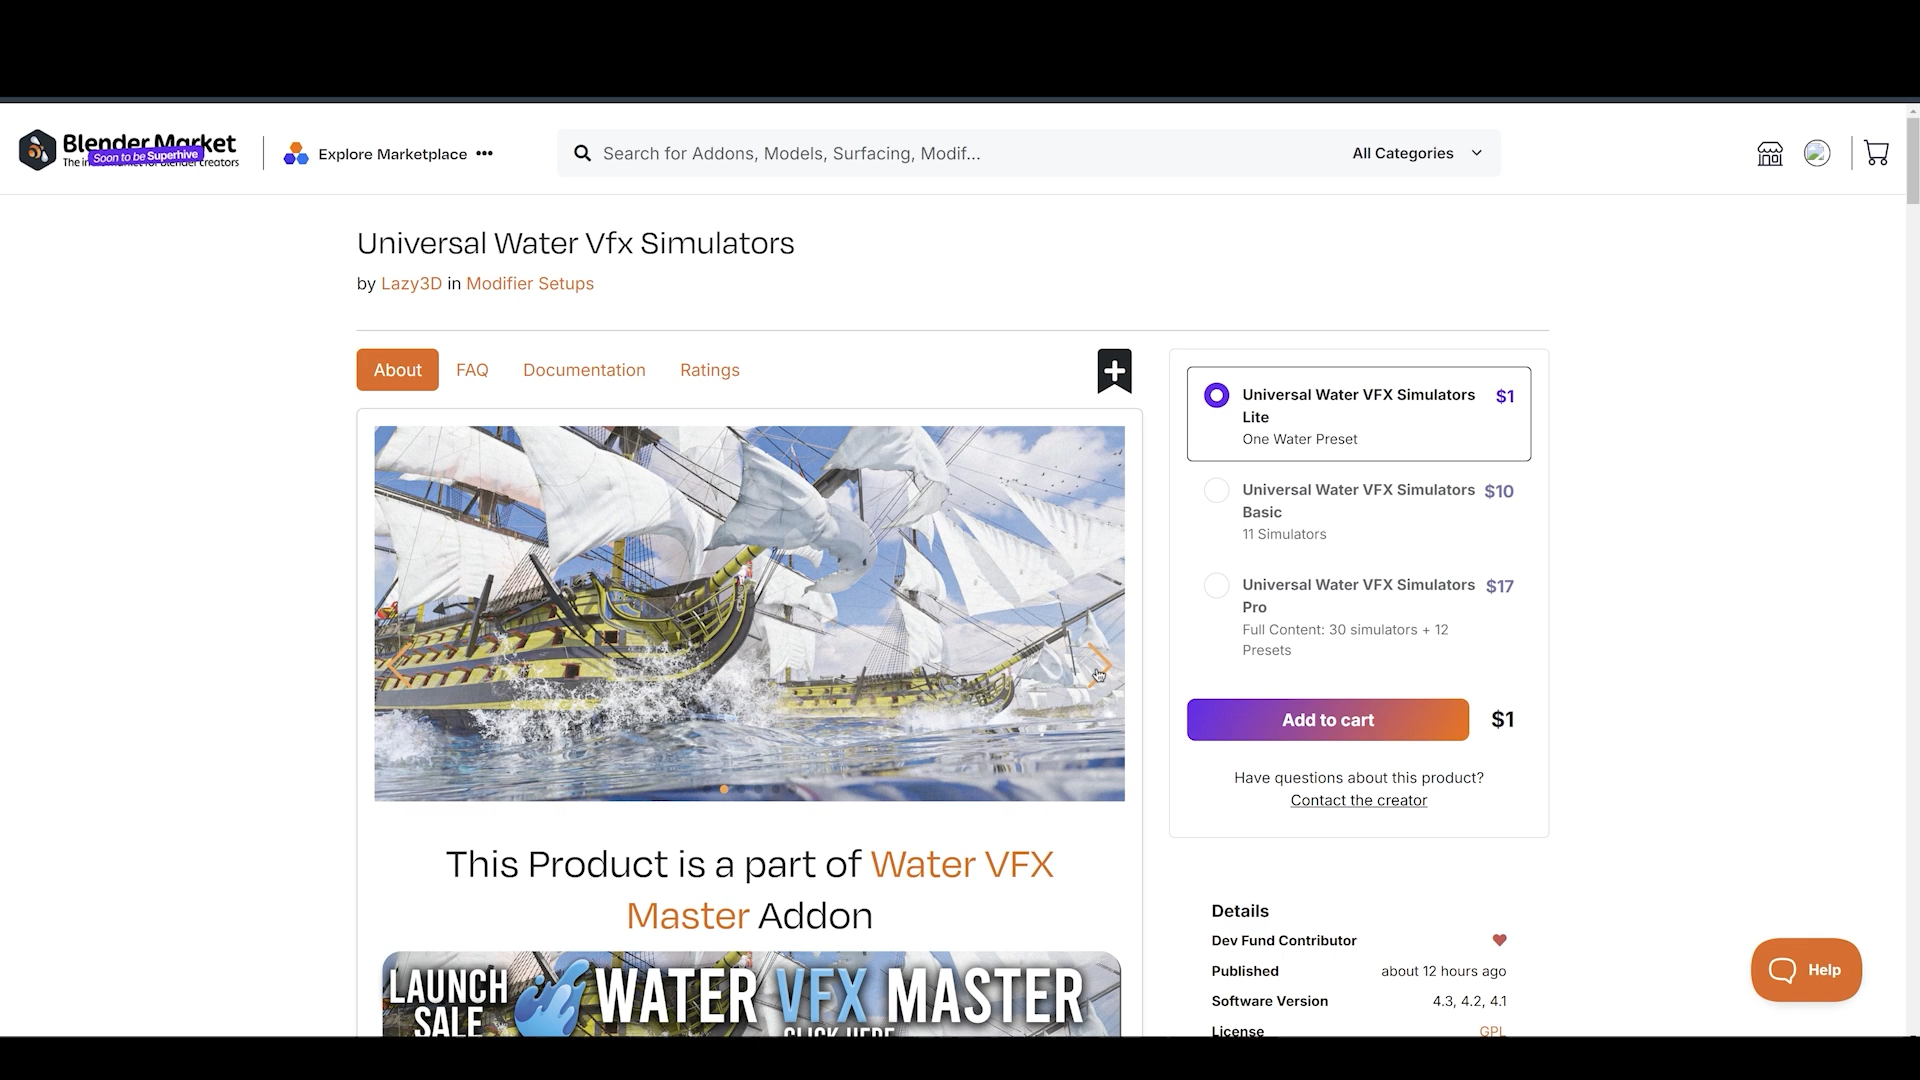 Blender Market
Soon to be Superhive
Explore Marketplace •••
Search for Addons, Models, Surfacing, Modif...
All Categories
Universal Water Vfx Simulators
by Lazy3D in Modifier Setups
About
FAQ
Documentation
Ratings
Universal Water VFX Simulators $1
Lite
One Water Preset
Universal Water VFX Simulators $10
Basic
11 Simulators
Universal Water VFX Simulators $17
Pro
Full Content: 30 simulators + 12
Presets
Add to cart $1
Have questions about this product?
Contact the creator
This Product is a part of Water VFX
Master Addon
LAUNCH
SALE
WATER VFX MASTER
CLICK HERE
Details
Dev Fund Contributor
Published about 12 hours ago
Software Version 4.3, 4.2, 4.1
License GPL
Help